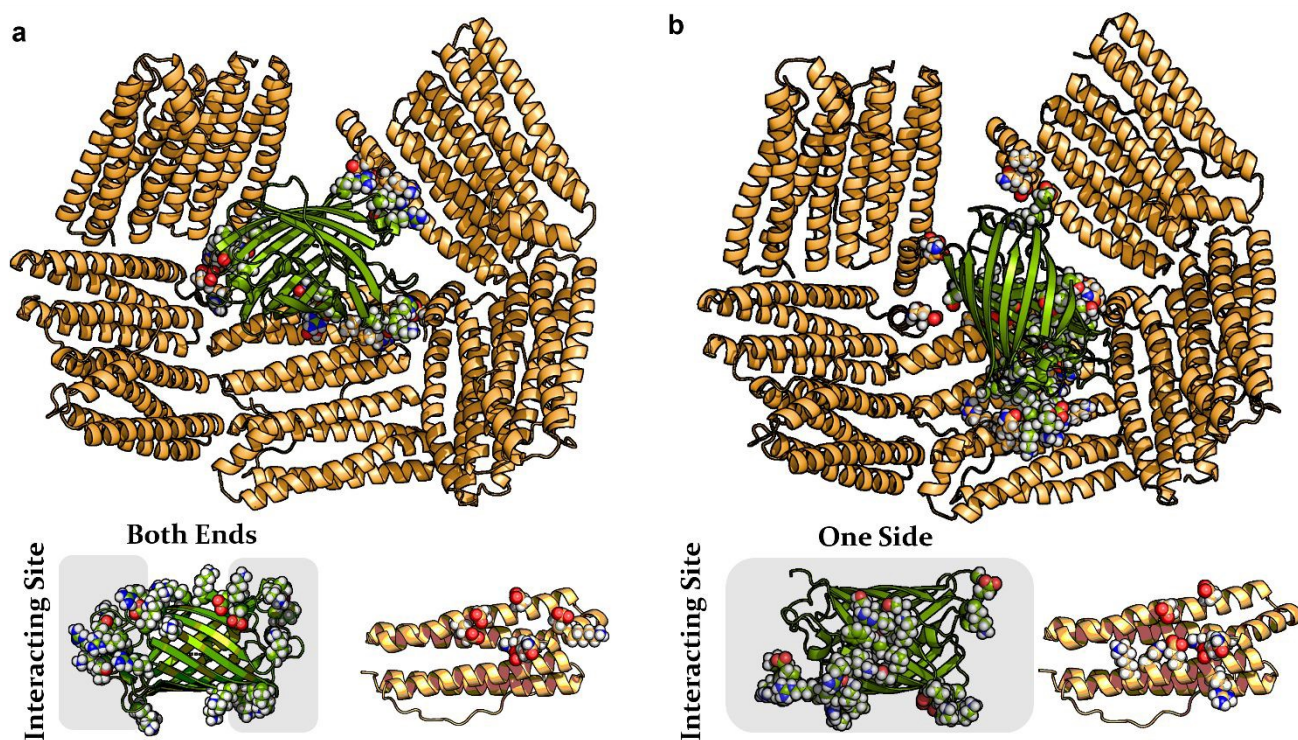 a
b
Both Ends
Interacting Site
One Side
Interacting Site